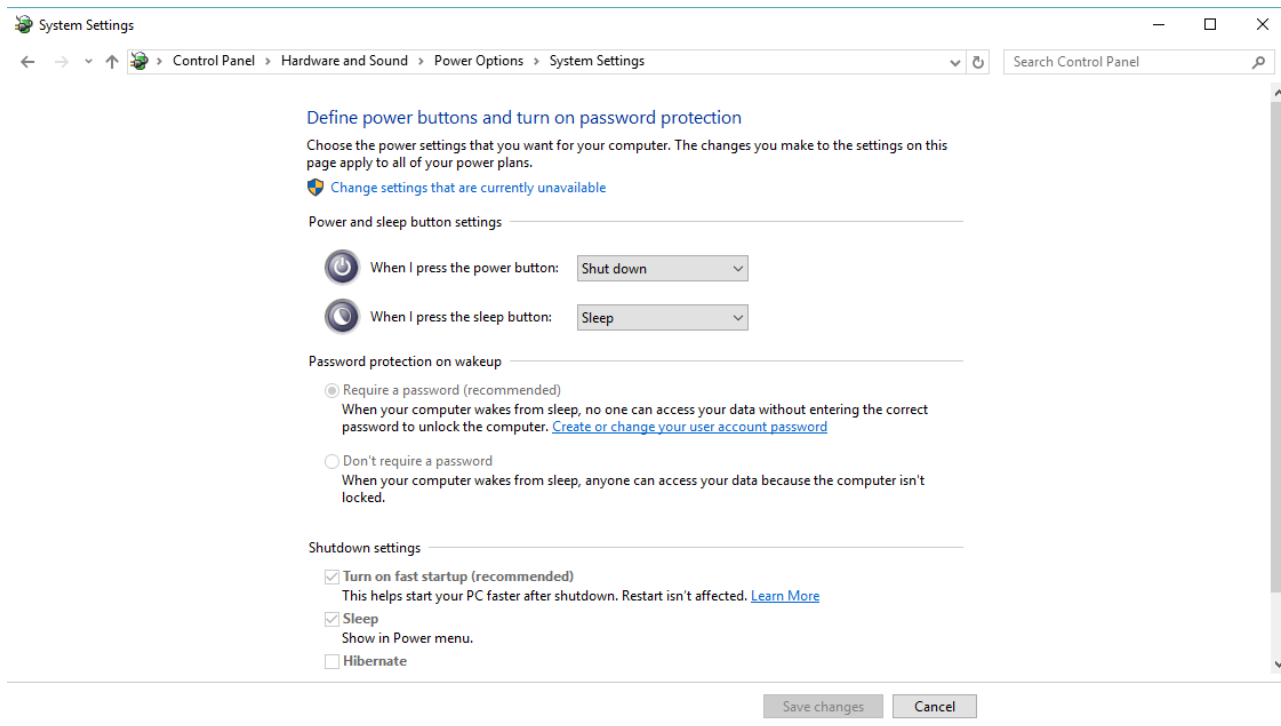 System Settings
Control Panel > Hardware and Sound > Power Options > System Settings
Search Control Panel
Define power buttons and turn on password protection
Choose the power settings that you want for your computer. The changes you make to the settings on this
page apply to all of your power plans.
Change settings that are currently unavailable
Power and sleep button settings
When I press the power button: Shut down
When I press the sleep button: Sleep
Password protection on wakeup
Require a password (recommended)
When your computer wakes from sleep, no one can access your data without entering the correct
password to unlock the computer. Create or change your user account password
Don't require a password
When your computer wakes from sleep, anyone can access your data because the computer isn't
locked.
Shutdown settings
Turn on fast startup (recommended)
This helps start your PC faster after shutdown. Restart isn't affected. Learn More
Sleep
Show in Power menu.
Hibernate
Save changes
Cancel